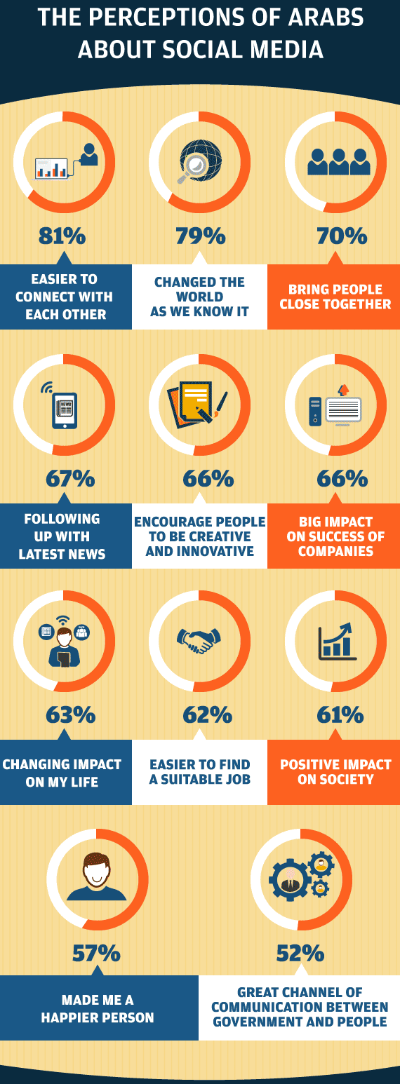 THE PERCEPTIONS OF ARABS
ABOUT SOCIAL MEDIA
81%
EASIER TO
CONNECT WITH
EACH OTHER
79%
CHANGED THE
WORLD
AS WE KNOW IT
70%
BRING PEOPLE
CLOSE TOGETHER
67%
FOLLOWING
UP WITH
LATEST NEWS
66%
ENCOURAGE PEOPLE
TO BE CREATIVE
AND INNOVATIVE
66%
BIG IMPACT
ON SUCCESS OF
COMPANIES
63%
CHANGING IMPACT
ON MY LIFE
62%
EASIER TO FIND
A SUITABLE JOB
61%
POSITIVE IMPACT
ON SOCIETY
57%
MADE ME A
HAPPIER PERSON
52%
GREAT CHANNEL OF
COMMUNICATION BETWEEN
GOVERNMENT AND PEOPLE